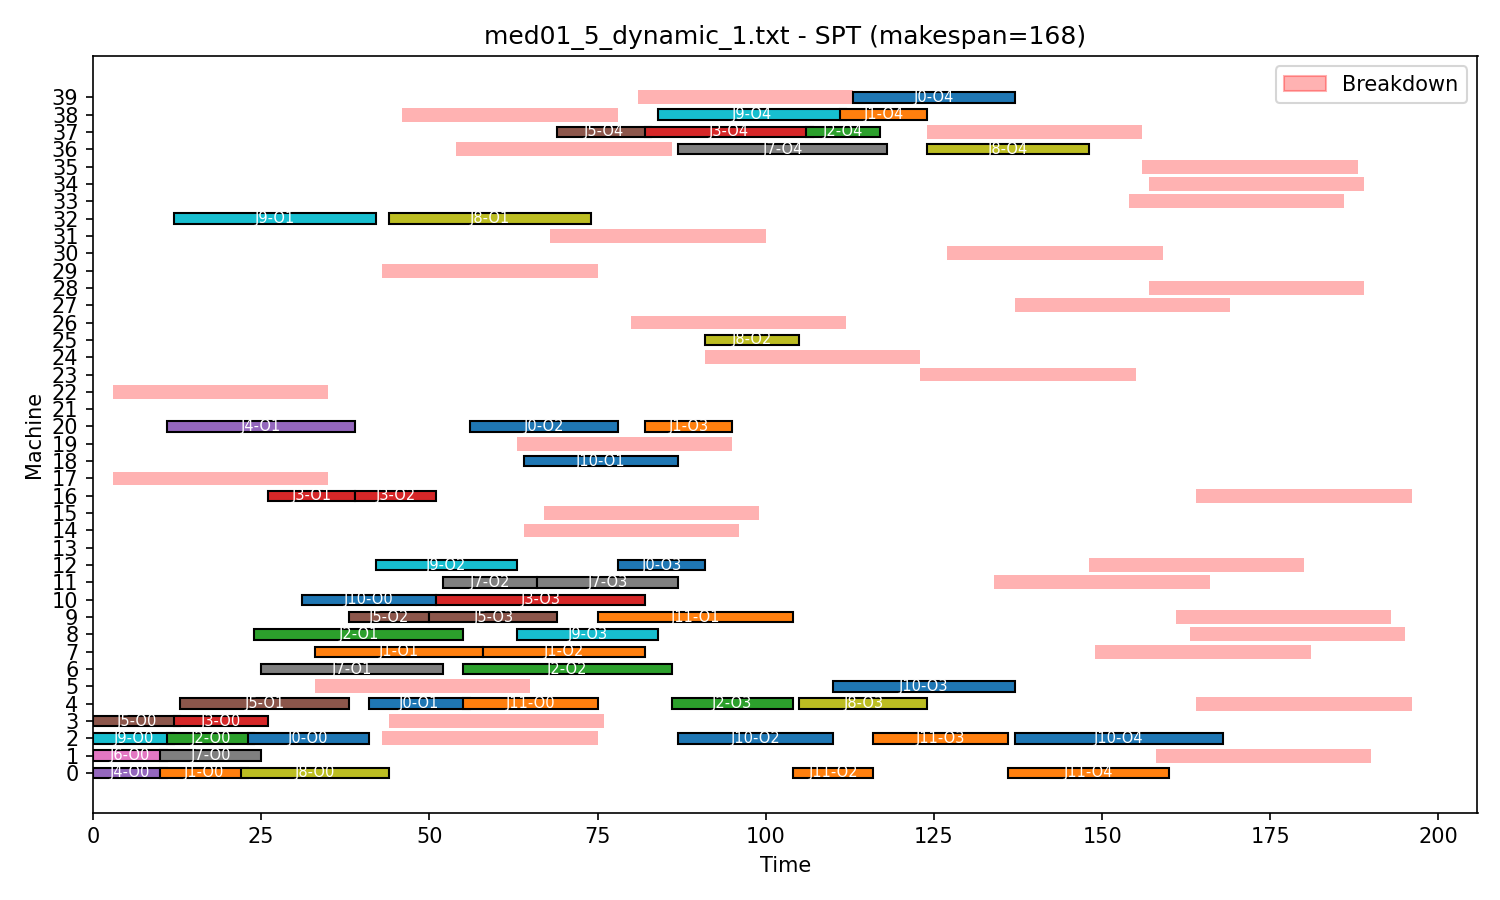 med01_5_dynamic_1.txt - SPT (makespan=168)
Breakdown
39 J0-O4
38 J9-O4 J1-O4
37 J5-O4 J3-O4 J2-O4
36 J7-O4 J8-O4
35
34
33
32 J9-O1 J8-O1
31
30
29
28
27
26
25 J8-O2
24
23
22
21
20 J4-O1 J0-O2 J1-O3
19
18 J10-O1
17
16 J3-O1 J3-O2
15
14
13
12 J9-O2 J0-O3
11 J7-O2 J7-O3
10 J10-O0 J3-O3
9 J5-O2 J5-O3 J11-O1
8 J2-O1 J9-O3
7 J1-O1 J1-O2
6 J7-O1 J2-O2
5 J10-O3
4 J5-O1 J0-O1 J11-O0 J2-O3 J8-O3
3 J5-O0 J3-O0
2 J9-O0 J2-O0 J0-O0 J10-O2 J11-O3 J10-O4
1 J6-O0 J7-O0
0 J4-O0 J1-O0 J8-O0 J11-O2 J11-O4
Machine
0 25 50 75 100 125 150 175 200
Time